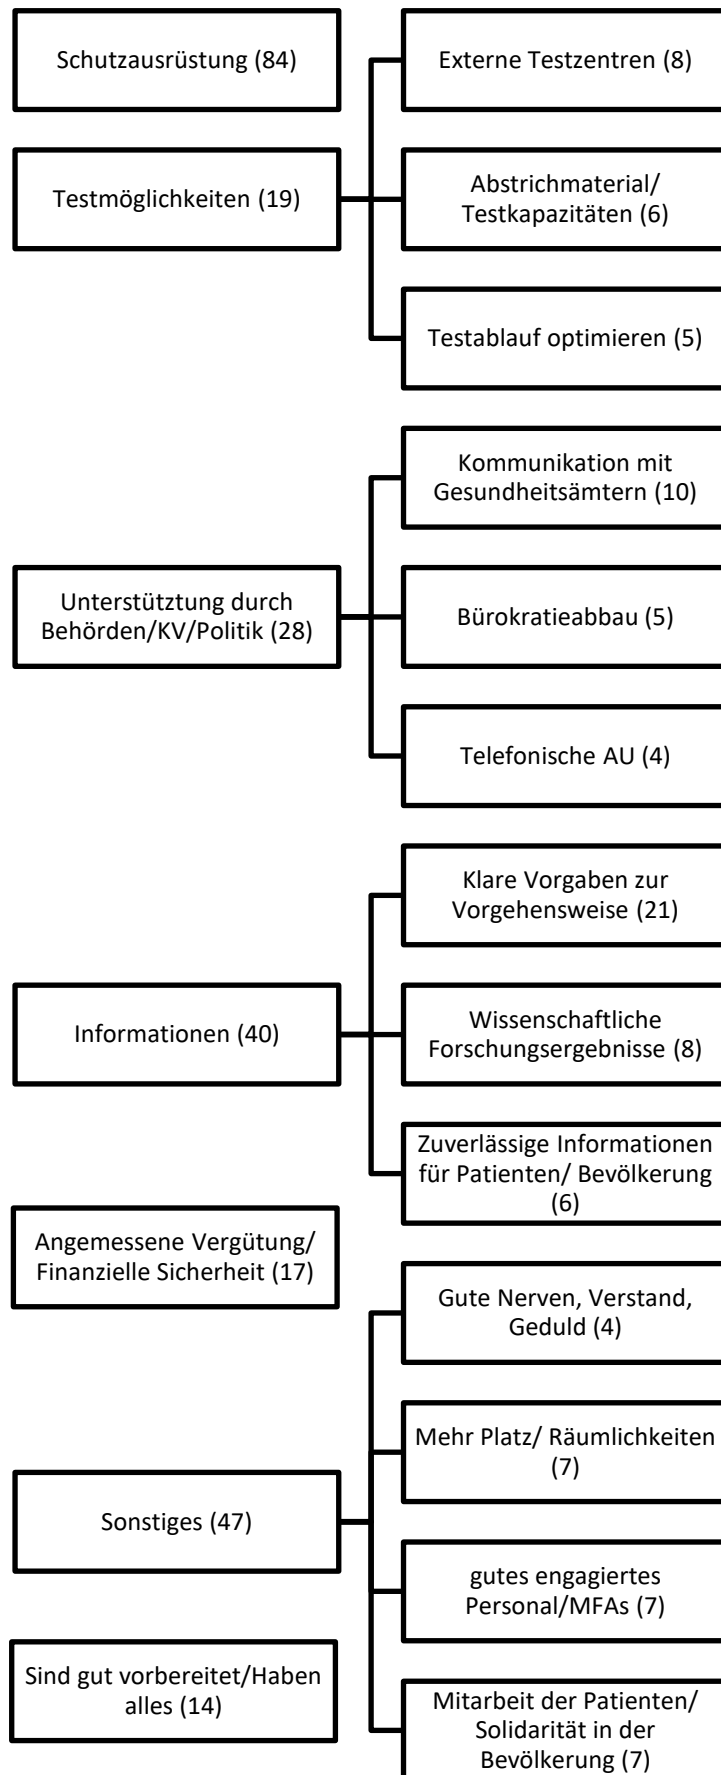 Schutzausrüstung (84)
Externe Testzentren (8)
Testmöglichkeiten (19)
Abstrichmaterial/
Testkapazitäten (6)
Testablauf optimieren (5)
Kommunikation mit
Gesundheitsämtern (10)
Unterstütztung durch
Behörden/KV/Politik (28)
Bürokratieabbau (5)
Telefonische AU (4)
Klare Vorgaben zur
Vorgehensweise (21)
Informationen (40)
Wissenschaftliche
Forschungsergebnisse (8)
Zuverlässige Informationen
für Patienten/ Bevölkerung
(6)
Angemessene Vergütung/
Finanzielle Sicherheit (17)
Gute Nerven, Verstand,
Geduld (4)
Mehr Platz/ Räumlichkeiten
(7)
Sonstiges (47)
gutes engagiertes
Personal/MFAs (7)
Sind gut vorbereitet/Haben
alles (14)
Mitarbeit der Patienten/
Solidarität in der
Bevölkerung (7)